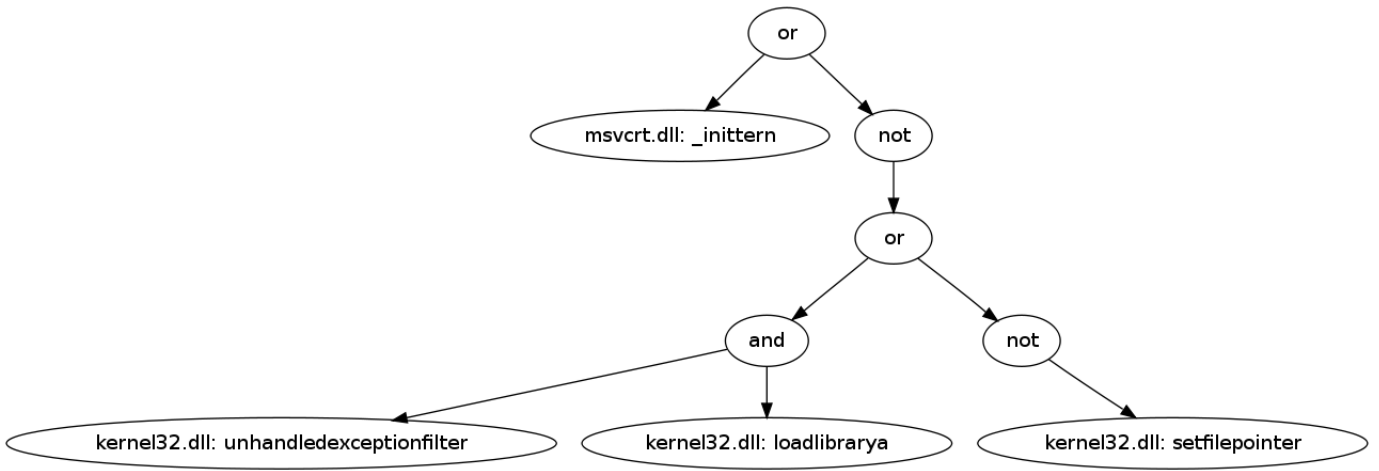 or
msvcrt.dll: _inittern
not
or
and
not
kernel32.dll: unhandledexceptionfilter
kernel32.dll: loadlibrarya
kernel32.dll: setfilepointer